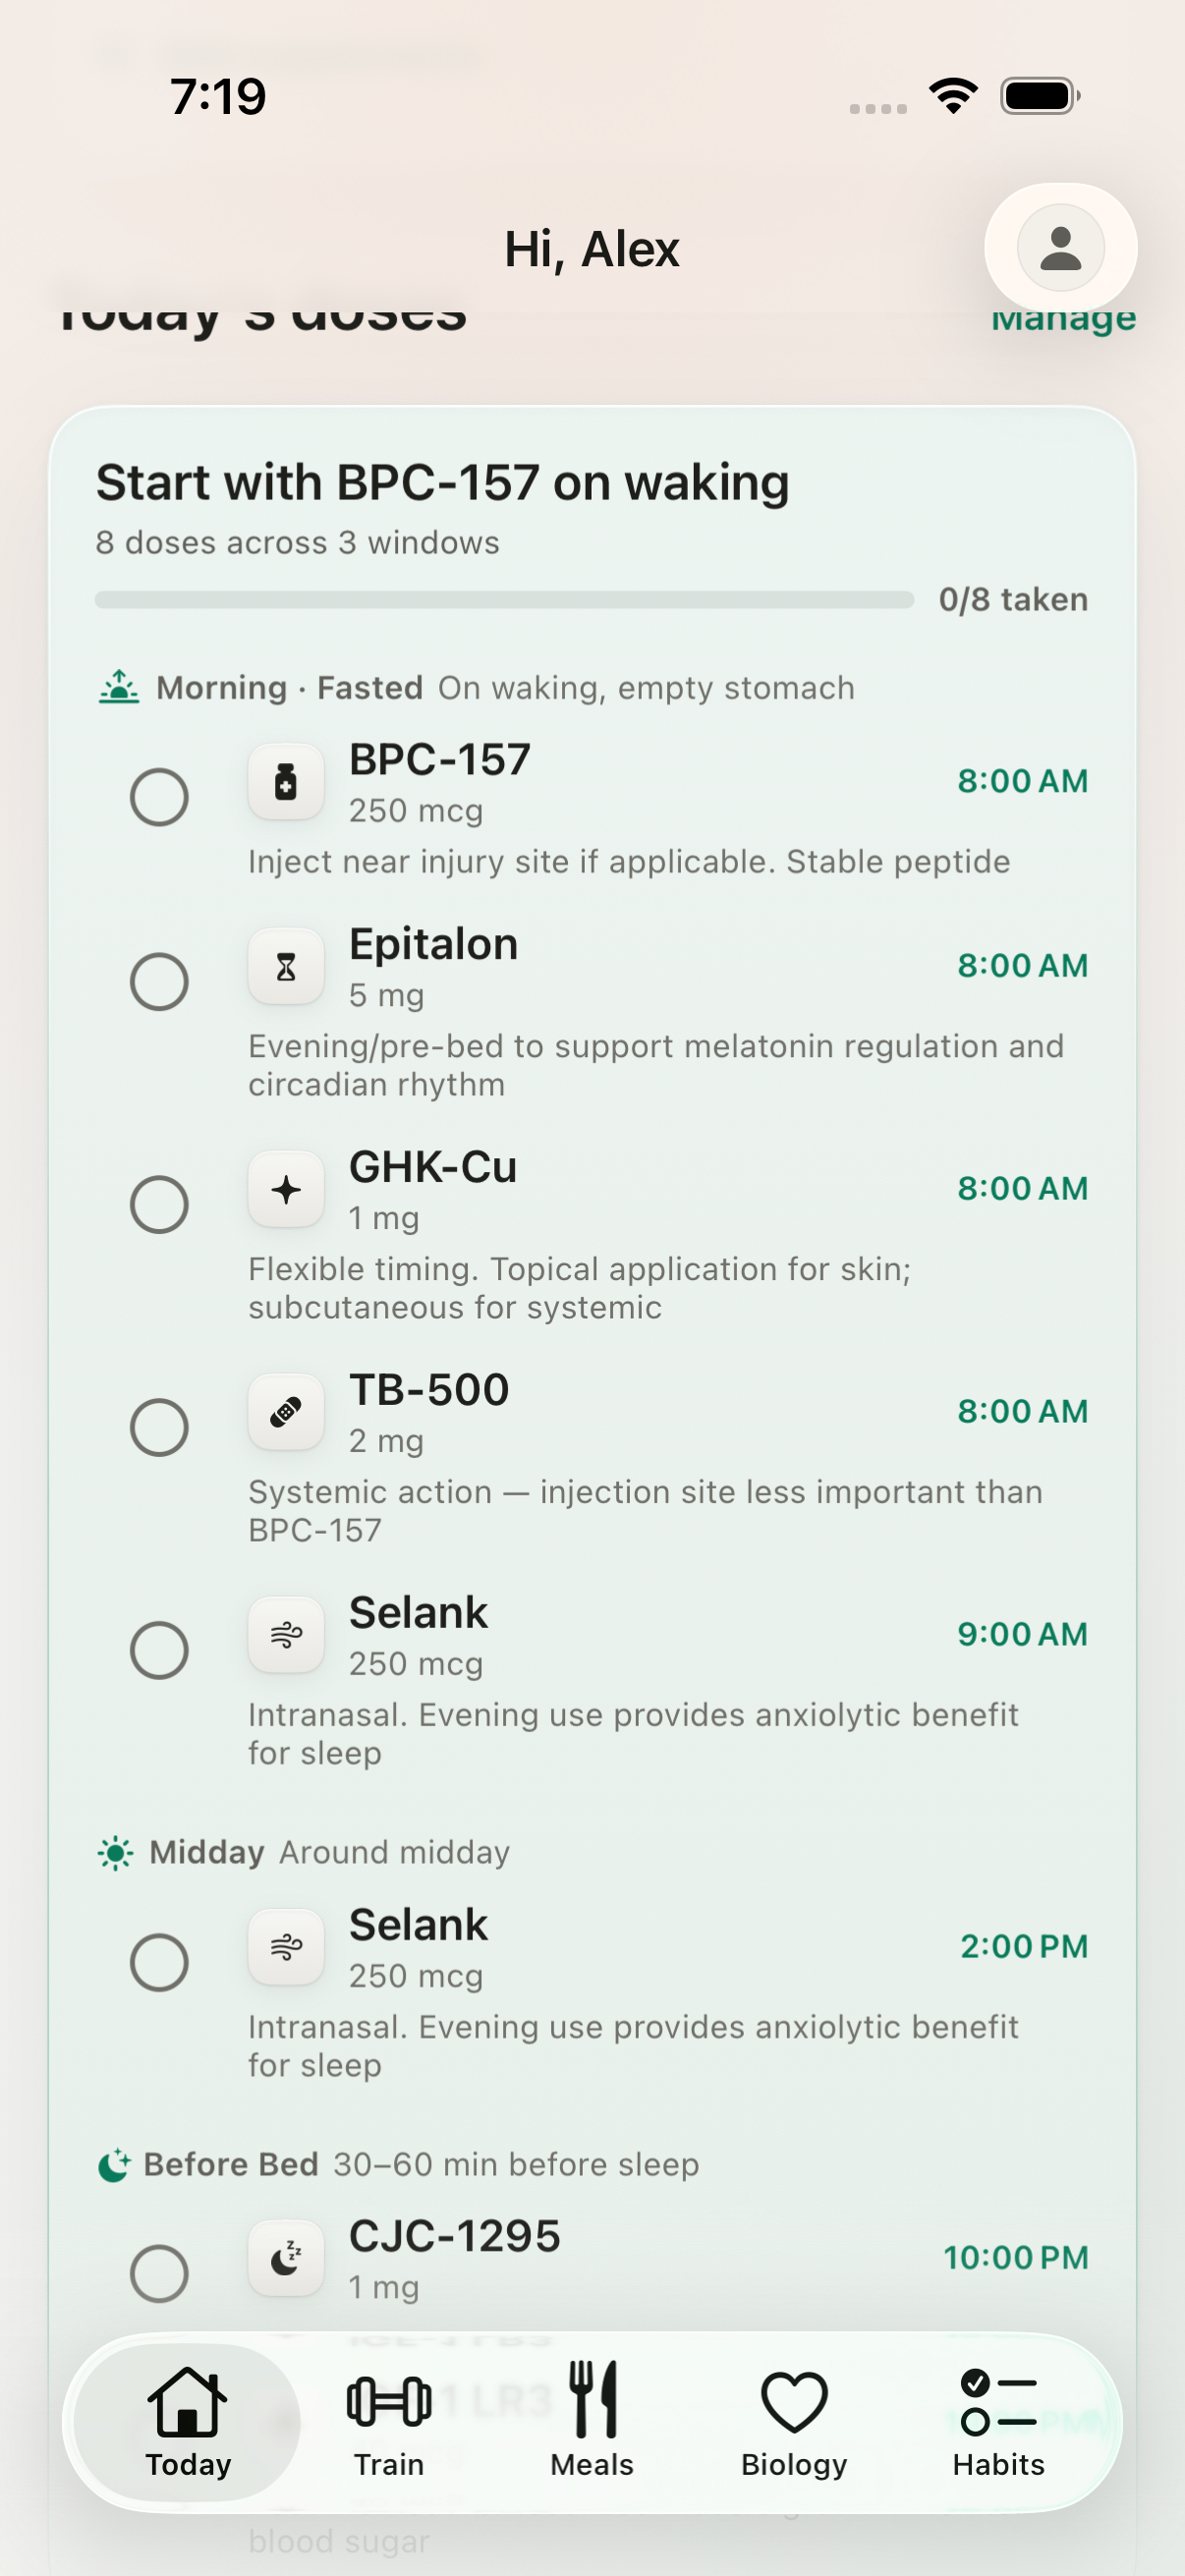 7:19
Hi, Alex
Today's doses
Manage
Start with BPC-157 on waking
8 doses across 3 windows
0/8 taken
Morning · Fasted On waking, empty stomach
BPC-157
8:00 AM
250 mcg
Inject near injury site if applicable. Stable peptide
Epitalon
8:00 AM
5 mg
Evening/pre-bed to support melatonin regulation and
circadian rhythm
GHK-Cu
8:00 AM
1 mg
Flexible timing. Topical application for skin;
subcutaneous for systemic
TB-500
8:00 AM
2 mg
Systemic action — injection site less important than
BPC-157
Selank
9:00 AM
250 mcg
Intranasal. Evening use provides anxiolytic benefit
for sleep
Midday Around midday
Selank
2:00 PM
250 mcg
Intranasal. Evening use provides anxiolytic benefit
for sleep
Before Bed 30–60 min before sleep
CJC-1295
10:00 PM
1 mg
LR3
Today
Train
Meals
Biology
Habits
blood sugar